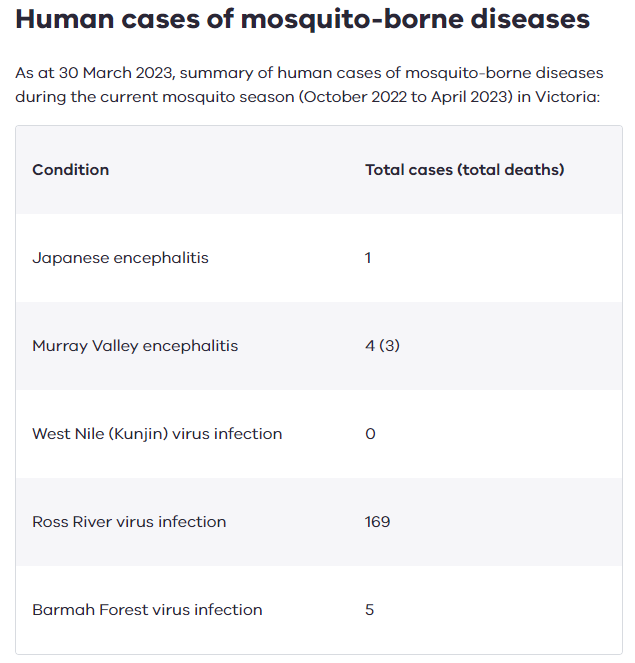 Human cases of mosquito-borne diseases
As at 30 March 2023, summary of human cases of mosquito-borne diseases
during the current mosquito season (October 2022 to April 2023) in Victoria:
Condition Total cases (total deaths)
Japanese encephalitis 1
Murray Valley encephalitis 4 (3)
West Nile (Kunjin) virus infection 0
Ross River virus infection 169
Barmah Forest virus infection 5